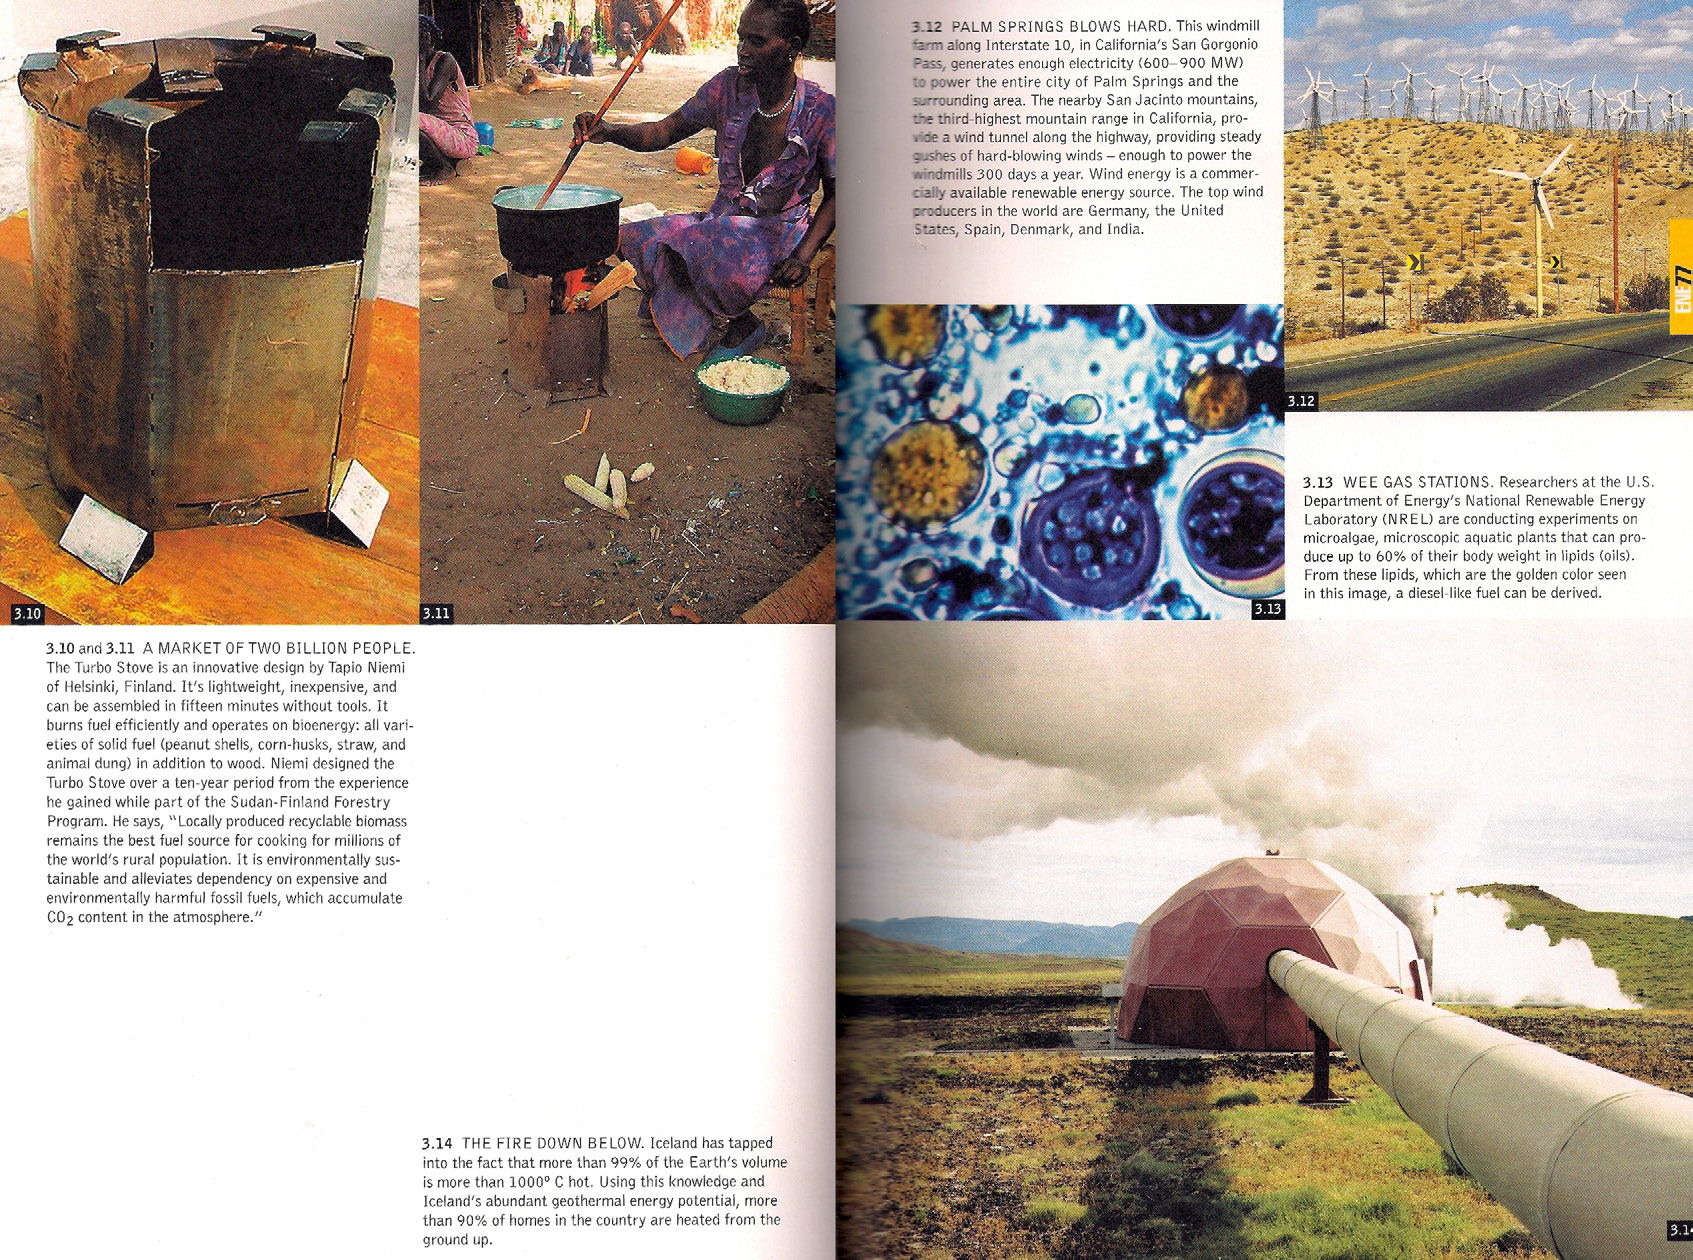 3.10
3.11
3.10 and 3.11 A MARKET OF TWO BILLION PEOPLE.
The Turbo Stove is an innovative design by Tapio Niemi
of Helsinki, Finland. It's lightweight, inexpensive, and
can be assembled in fifteen minutes without tools. It
burns fuel efficiently and operates on bioenergy: all vari-
eties of solid fuel (peanut shells, corn-husks, straw, and
animal dung) in addition to wood. Niemi designed the
Turbo Stove over a ten-year period from the experience
he gained while part of the Sudan-Finland Forestry
Program. He says, "Locally produced recyclable biomass
remains the best fuel source for cooking for millions of
the world's rural population. It is environmentally sus-
tainable and alleviates dependency on expensive and
environmentally harmful fossil fuels, which accumulate
CO2 content in the atmosphere."
3.14 THE FIRE DOWN BELOW. Iceland has tapped
into the fact that more than 99% of the Earth's volume
is more than 1000º C hot. Using this knowledge and
Iceland's abundant geothermal energy potential, more
than 90% of homes in the country are heated from the
ground up.
3.12 PALM SPRINGS BLOWS HARD. This windmill
farm along Interstate 10, in California's San Gorgonio
Pass, generates enough electricity (600–900 MW)
to power the entire city of Palm Springs and the
surrounding area. The nearby San Jacinto mountains,
the third-highest mountain range in California, pro-
vide a wind tunnel along the highway, providing steady
gushes of hard-blowing winds – enough to power the
windmills 300 days a year. Wind energy is a commer-
cially available renewable energy source. The top wind
producers in the world are Germany, the United
States, Spain, Denmark, and India.
3.12
ENE77
3.13
3.13 WEE GAS STATIONS. Researchers at the U.S.
Department of Energy's National Renewable Energy
Laboratory (NREL) are conducting experiments on
microalgae, microscopic aquatic plants that can pro-
duce up to 60% of their body weight in lipids (oils).
From these lipids, which are the golden color seen
in this image, a diesel-like fuel can be derived.
3.14